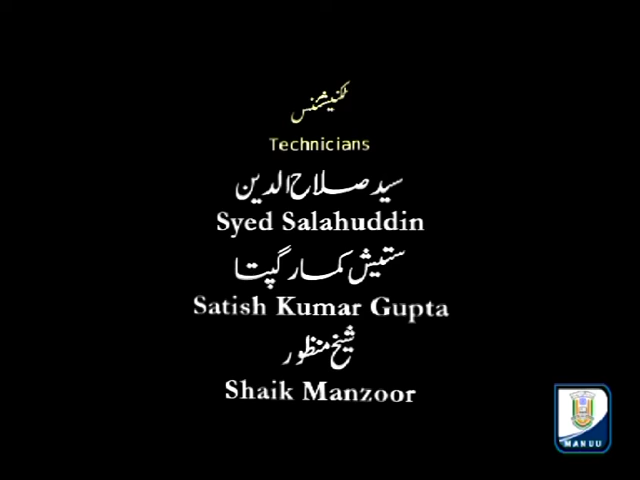 ٹکنیشنس
Technicians
سید صلاح الدین
Syed Salahuddin
ستیش کمار گپتا
Satish Kumar Gupta
شیخ منظور
Shaik Manzoor
MANUU